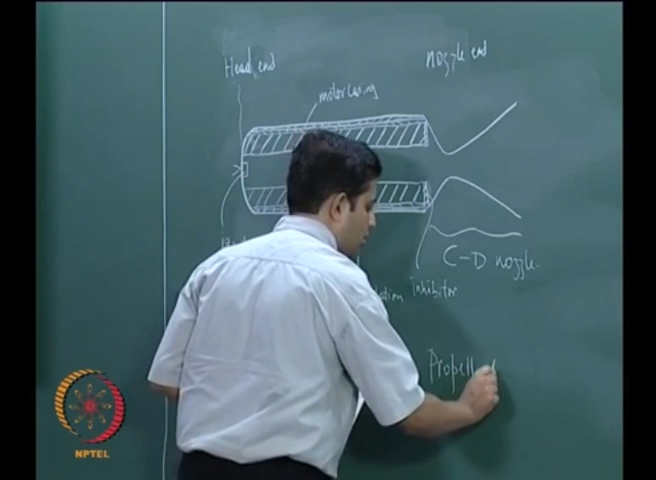 Head end
nozzle end
motor casing
C-D nozzle.
inhibitor
Propell
NPTEL